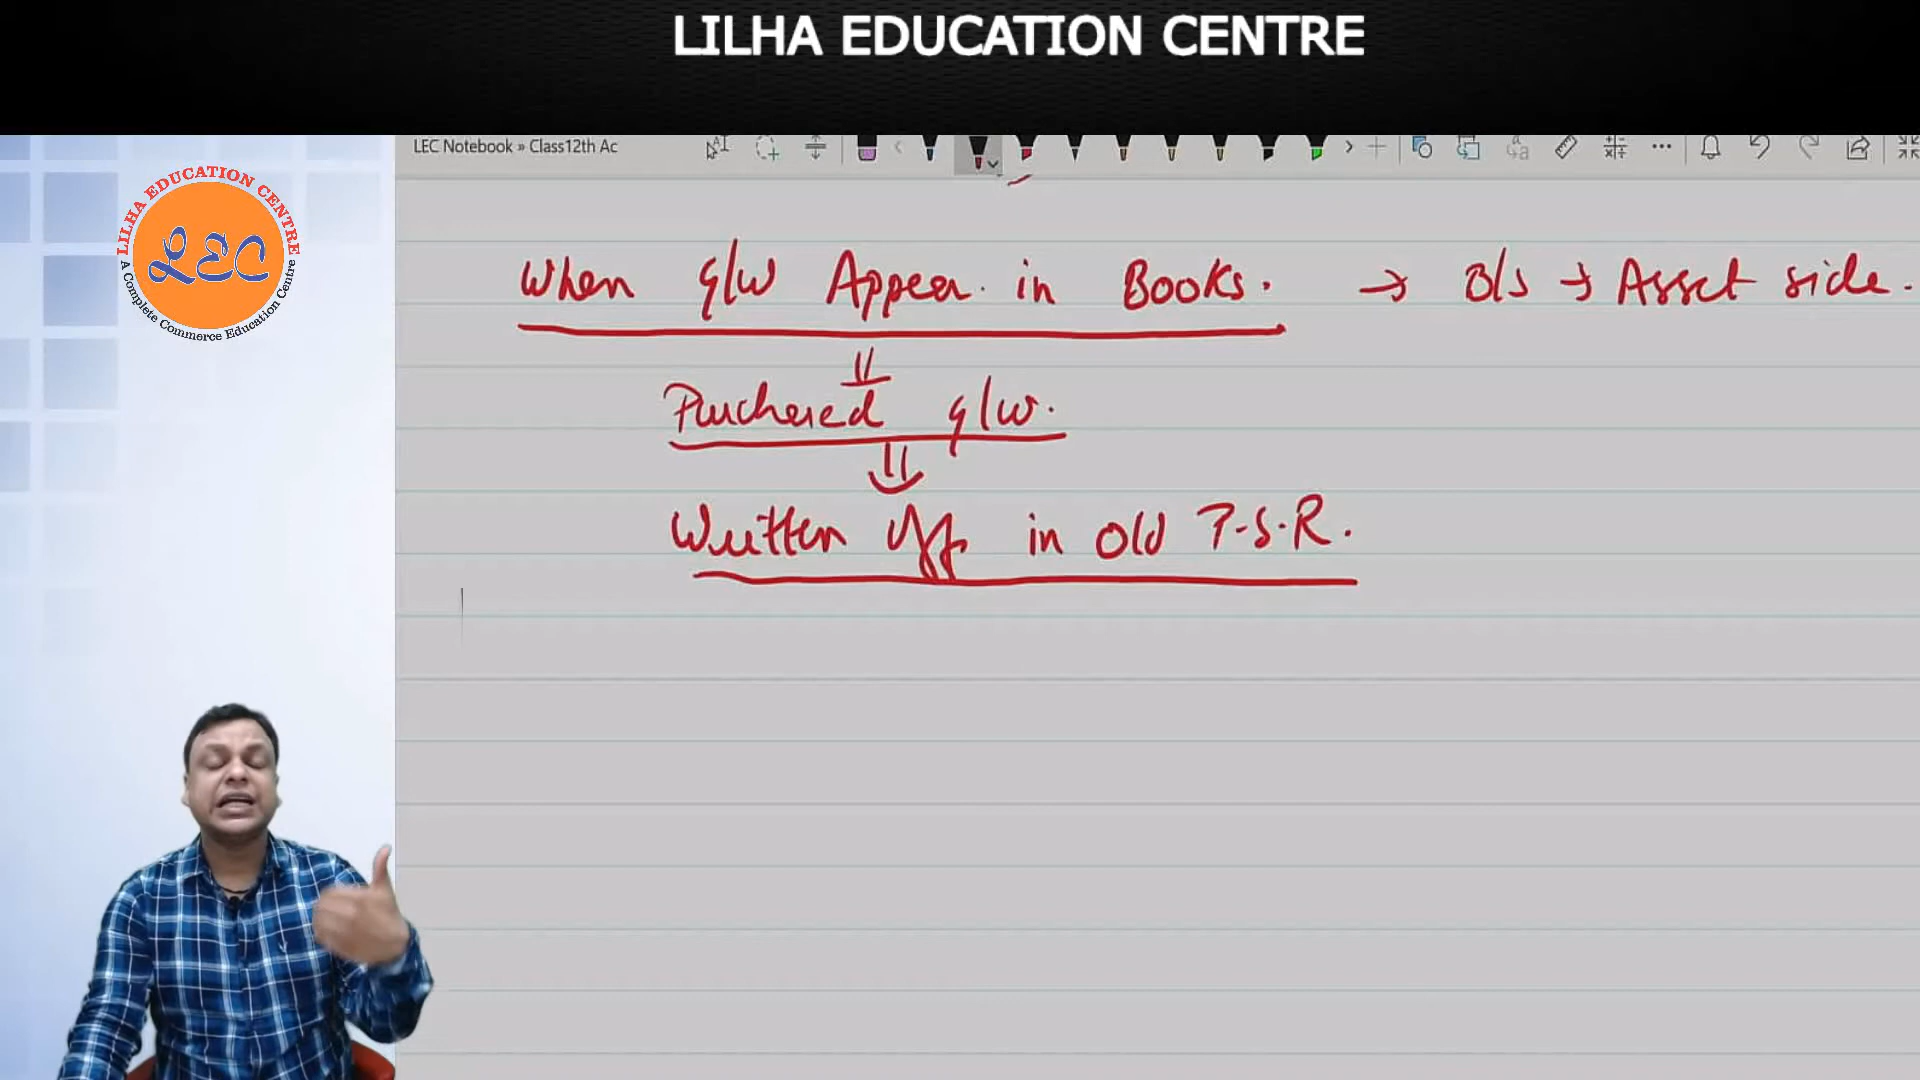 LILHA EDUCATION CENTRE
LEC Notebook » Class12th Ac
LILHA EDUCATION CENTRE
LEC
A Complete Commerce Education Centre
When g/w Appear. in Books. → B/S → Asset side.
Purchased g/w.
Written off in old P.S.R.